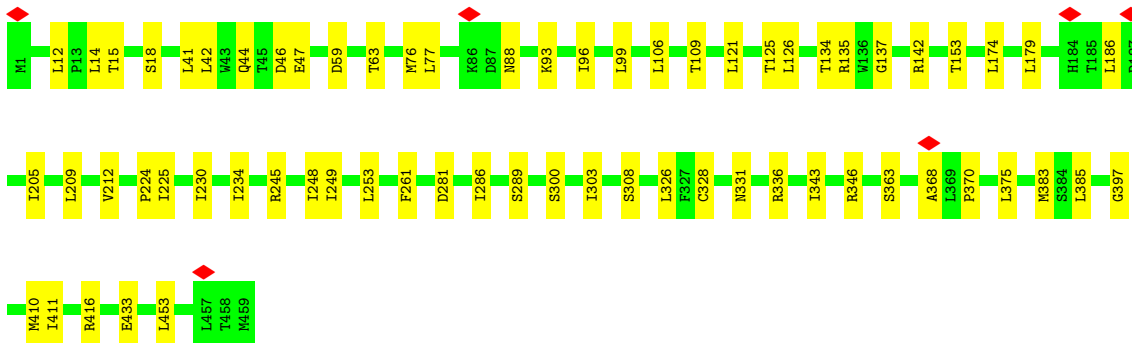 M1 L12 P13 L14 T15 S18 L41 L42 W43 Q44 T45 D46 E47 D59 T63 M76 L77 K86 D87 N88 K93 I96 L99 L106 T109 L121 T125 L126 T134 R135 W136 G137 R142 T153 L174 L179 H184 T185 L186
I205 L209 V212 P224 I225 I230 I234 R245 I248 I249 L253 F261 D281 I286 S289 S300 I303 S308 L326 F327 C328 N331 R336 I343 R346 S363 A368 L369 P370 L375 M383 S384 L385 G397
M410 I411 R416 E433 L453 L457 T458 M459